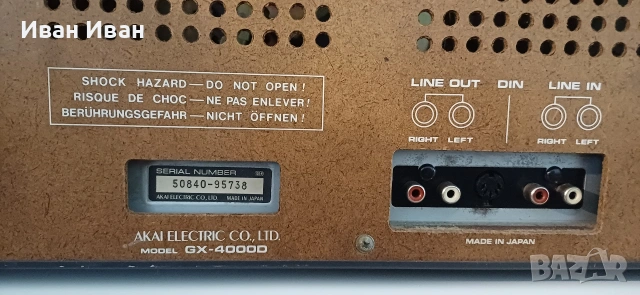 Иван Иван
SHOCK HAZARD — DO NOT OPEN!
RISQUE DE CHOC — NE PAS ENLEVER!
BERÜHRUNGSGEFAHR — NICHT ÖFFNEN!
LINE OUT DIN LINE IN
RIGHT LEFT RIGHT LEFT
SERIAL NUMBER
50840-95738
AKAI ELECTRIC CO., LTD. MADE IN JAPAN
AKAI ELECTRIC CO., LTD.
MODEL GX-4000D
MADE IN JAPAN
BAZAR